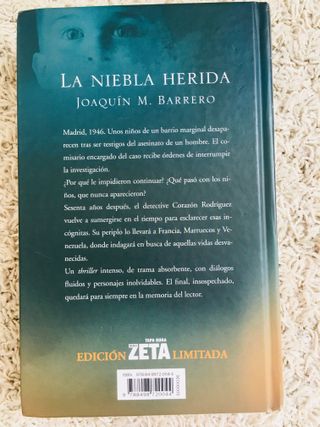 LA NIEBLA HERIDA
JOAQUÍN M. BARRERO
Madrid, 1946. Unos niños de un barrio marginal desapa-
recen tras ser testigos del asesinato de un hombre. El co-
misario encargado del caso recibe órdenes de interrumpir
la investigación.
¿Por qué le impidieron continuar? ¿Qué pasó con los ni-
ños, que nunca aparecieron?
Sesenta años después, el detective Corazón Rodríguez
vuelve a sumergirse en el tiempo para esclarecer esas in-
cógnitas. Su periplo lo llevará a Francia, Marruecos y Ve-
nezuela, donde indagará en busca de aquellas vidas desva-
necidas.
Un thriller intenso, de trama absorbente, con diálogos
fluidos y personajes inolvidables. El final, insospechado,
quedará para siempre en la memoria del lector.
TAPA DURA
EDICIÓN ZETA LIMITADA
9 788498 720068